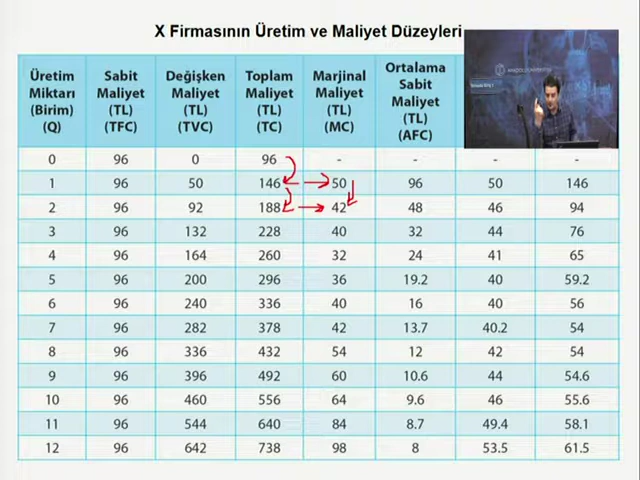 X Firmasının Üretim ve Maliyet Düzeyleri
Üretim Miktarı (Birim) (Q) Sabit Maliyet (TL) (TFC) Değişken Maliyet (TL) (TVC) Toplam Maliyet (TL) (TC) Marjinal Maliyet (TL) (MC) Ortalama Sabit Maliyet (TL) (AFC)
0 96 0 96 - - - -
1 96 50 146 50 96 50 146
2 96 92 188 42 48 46 94
3 96 132 228 40 32 44 76
4 96 164 260 32 24 41 65
5 96 200 296 36 19.2 40 59.2
6 96 240 336 40 16 40 56
7 96 282 378 42 13.7 40.2 54
8 96 336 432 54 12 42 54
9 96 396 492 60 10.6 44 54.6
10 96 460 556 64 9.6 46 55.6
11 96 544 640 84 8.7 49.4 58.1
12 96 642 738 98 8 53.5 61.5